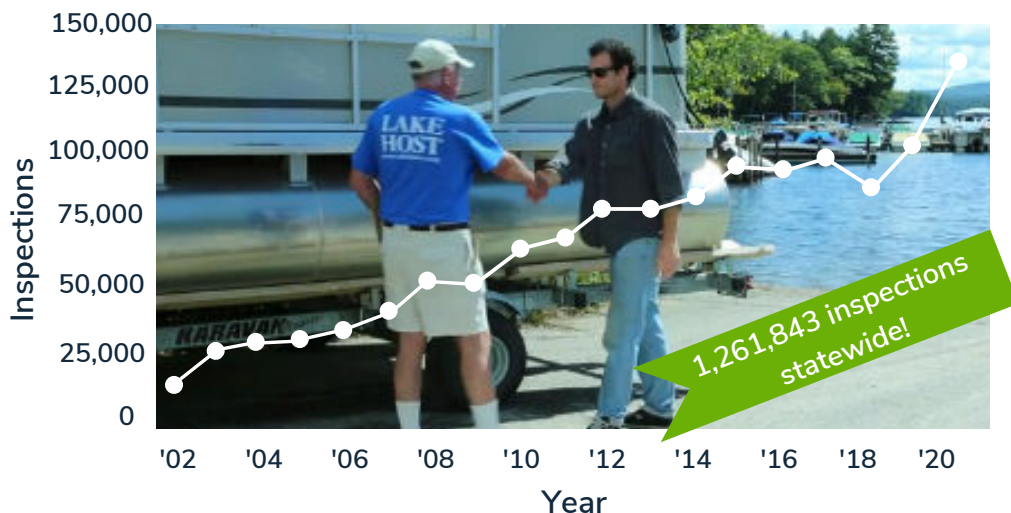 150,000
125,000
100,000
75,000
50,000
25,000
0
Inspections
LAKE
HOST
KARAVAN
1,261,843 inspections
statewide!
'02 '04 '06 '08 '10 '12 '14 '16 '18 '20
Year